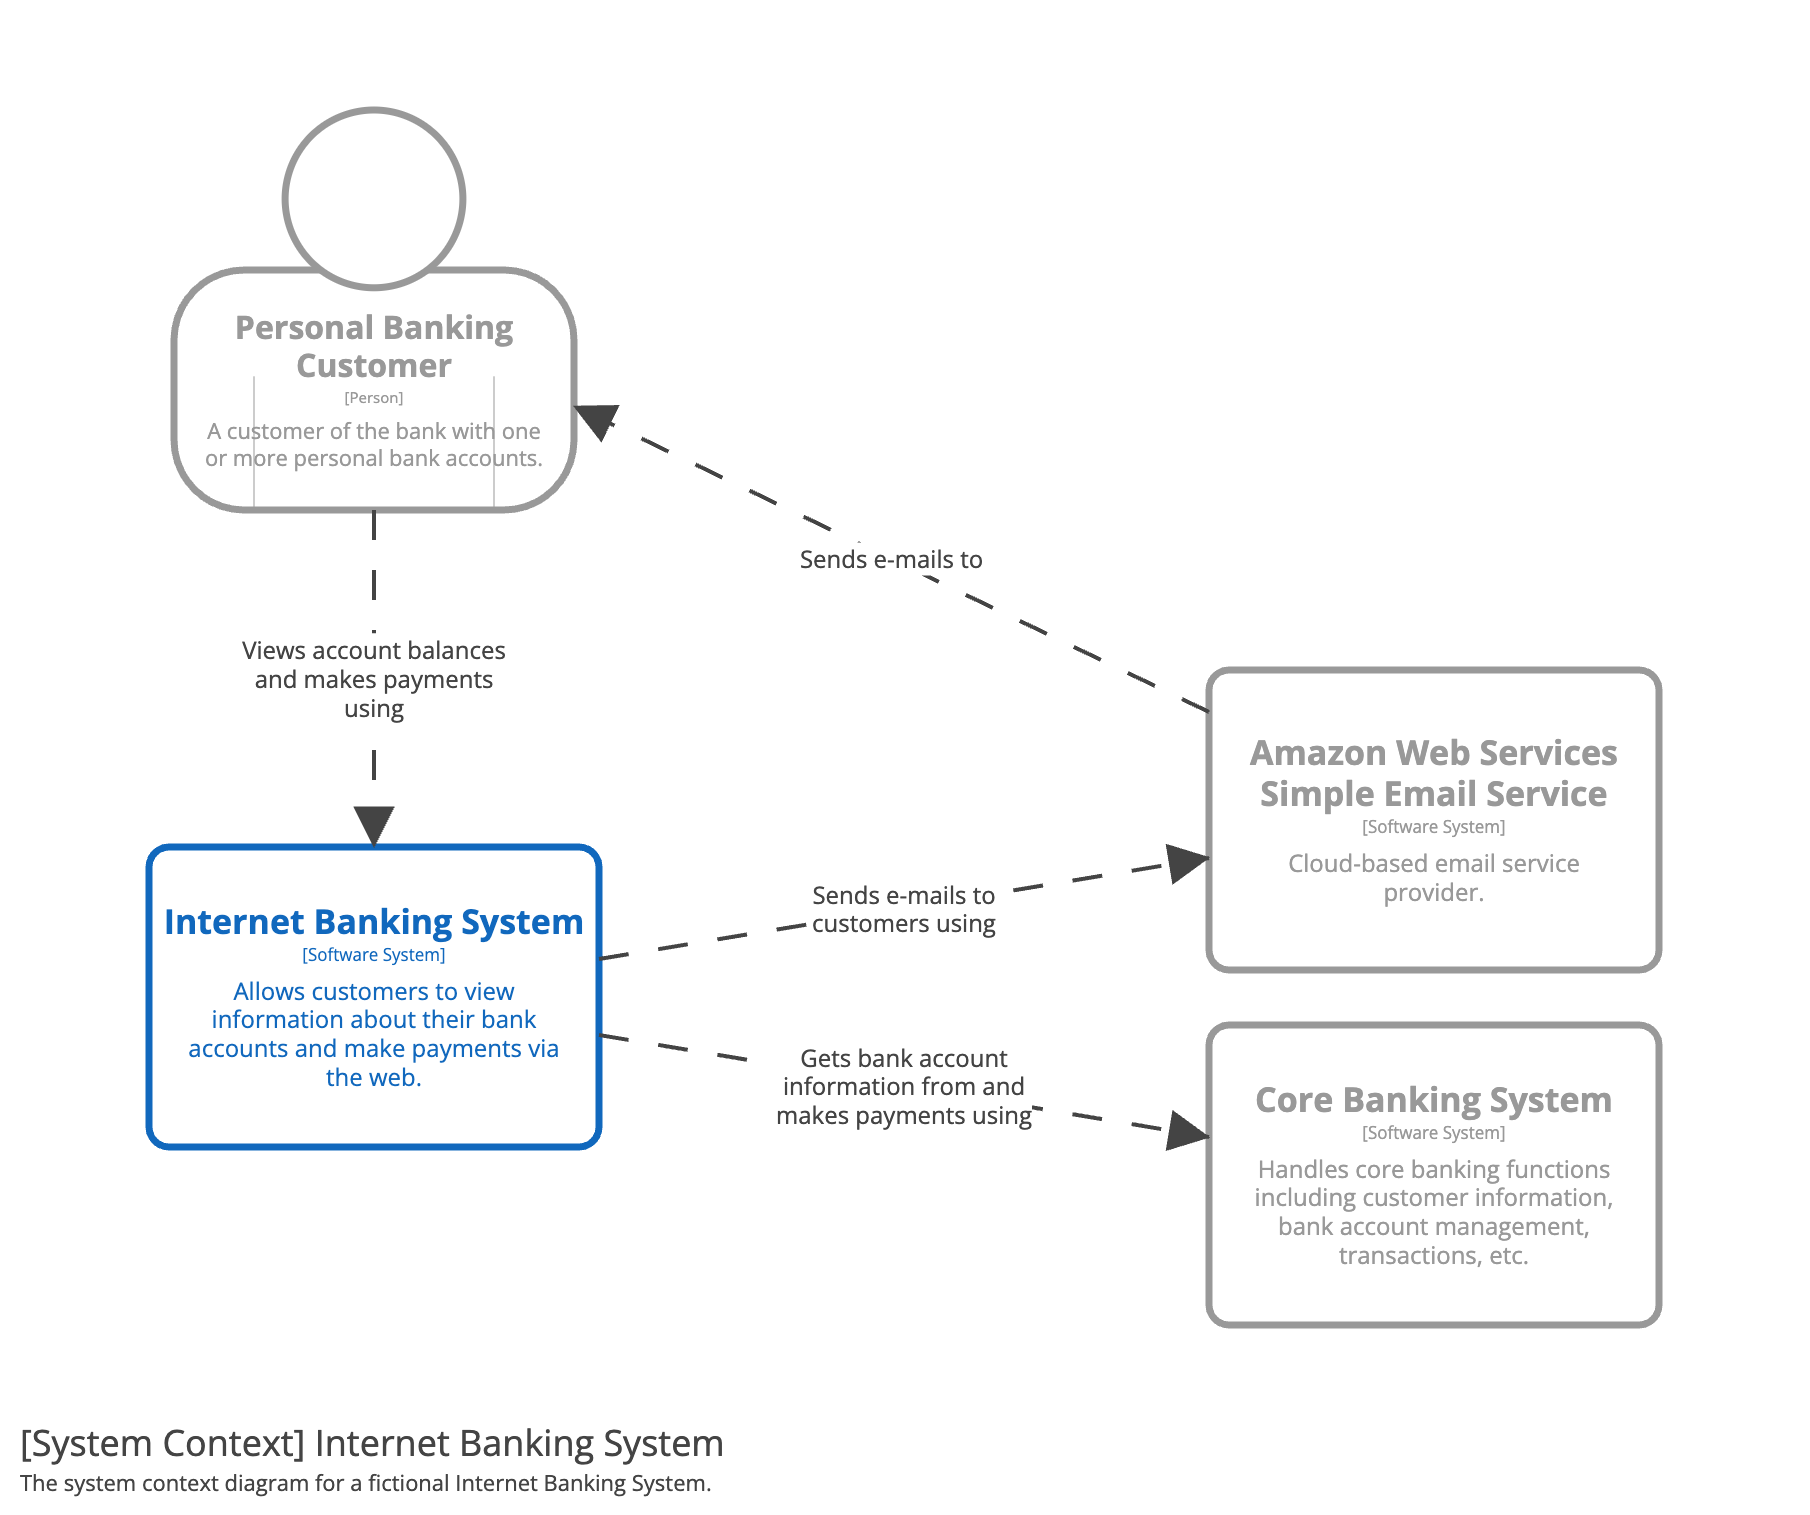 Personal Banking
Customer
[Person]
A customer of the bank with one
or more personal bank accounts.
Sends e-mails to
Views account balances
and makes payments
using
Amazon Web Services
Simple Email Service
[Software System]
Cloud-based email service
provider.
Internet Banking System
[Software System]
Allows customers to view
information about their bank
accounts and make payments via
the web.
Sends e-mails to
customers using
Gets bank account
information from and
makes payments using
Core Banking System
[Software System]
Handles core banking functions
including customer information,
bank account management,
transactions, etc.
[System Context] Internet Banking System
The system context diagram for a fictional Internet Banking System.